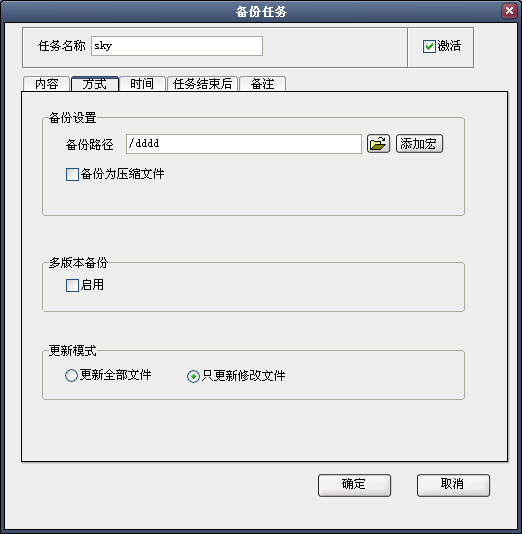 备份任务
任务名称 sky 激活
内容 方式 时间 任务结束后 备注
备份设置
备份路径 /dddd 添加宏
备份为压缩文件
多版本备份
启用
更新模式
更新全部文件 只更新修改文件
确定 取消